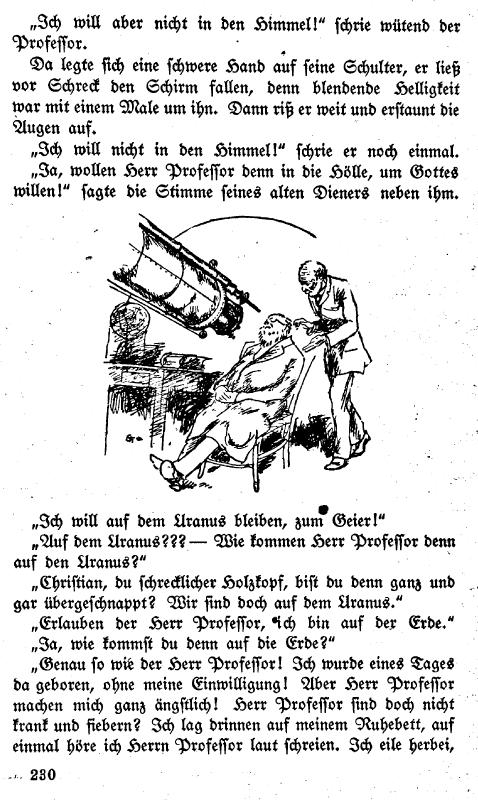 „Ich will aber nicht in den Himmel!“ schrie wütend der
Professor.
Da legte sich eine schwere Hand auf seine Schulter, er ließ
vor Schreck den Schirm fallen, denn blendende Helligkeit
war mit einem Male um ihn. Dann riß er weit und erstaunt die
Augen auf.
„Ich will nicht in den Himmel!“ schrie er noch einmal.
„Ja, wollen Herr Professor denn in die Hölle, um Gottes
willen!“ sagte die Stimme seines alten Dieners neben ihm.
„Ich will auf dem Uranus bleiben, zum Geier!“
„Auf dem Uranus??? — Wie kommen Herr Professor denn
auf den Uranus?“
„Christian, du schrecklicher Holzkopf, bist du denn ganz und
gar übergeschnappt? Wir sind doch auf dem Uranus.“
„Erlauben der Herr Professor, ich bin auf der Erde.“
„Ja, wie kommst du denn auf die Erde?“
„Genau so wie der Herr Professor! Ich wurde eines Tages
da geboren, ohne meine Einwilligung! Aber Herr Professor
machen mich ganz ängstlich! Herr Professor sind doch nicht
krank und fiebern? Ich lag drinnen auf meinem Ruhebett, auf
einmal höre ich Herrn Professor laut schreien. Ich eile herbei,
230